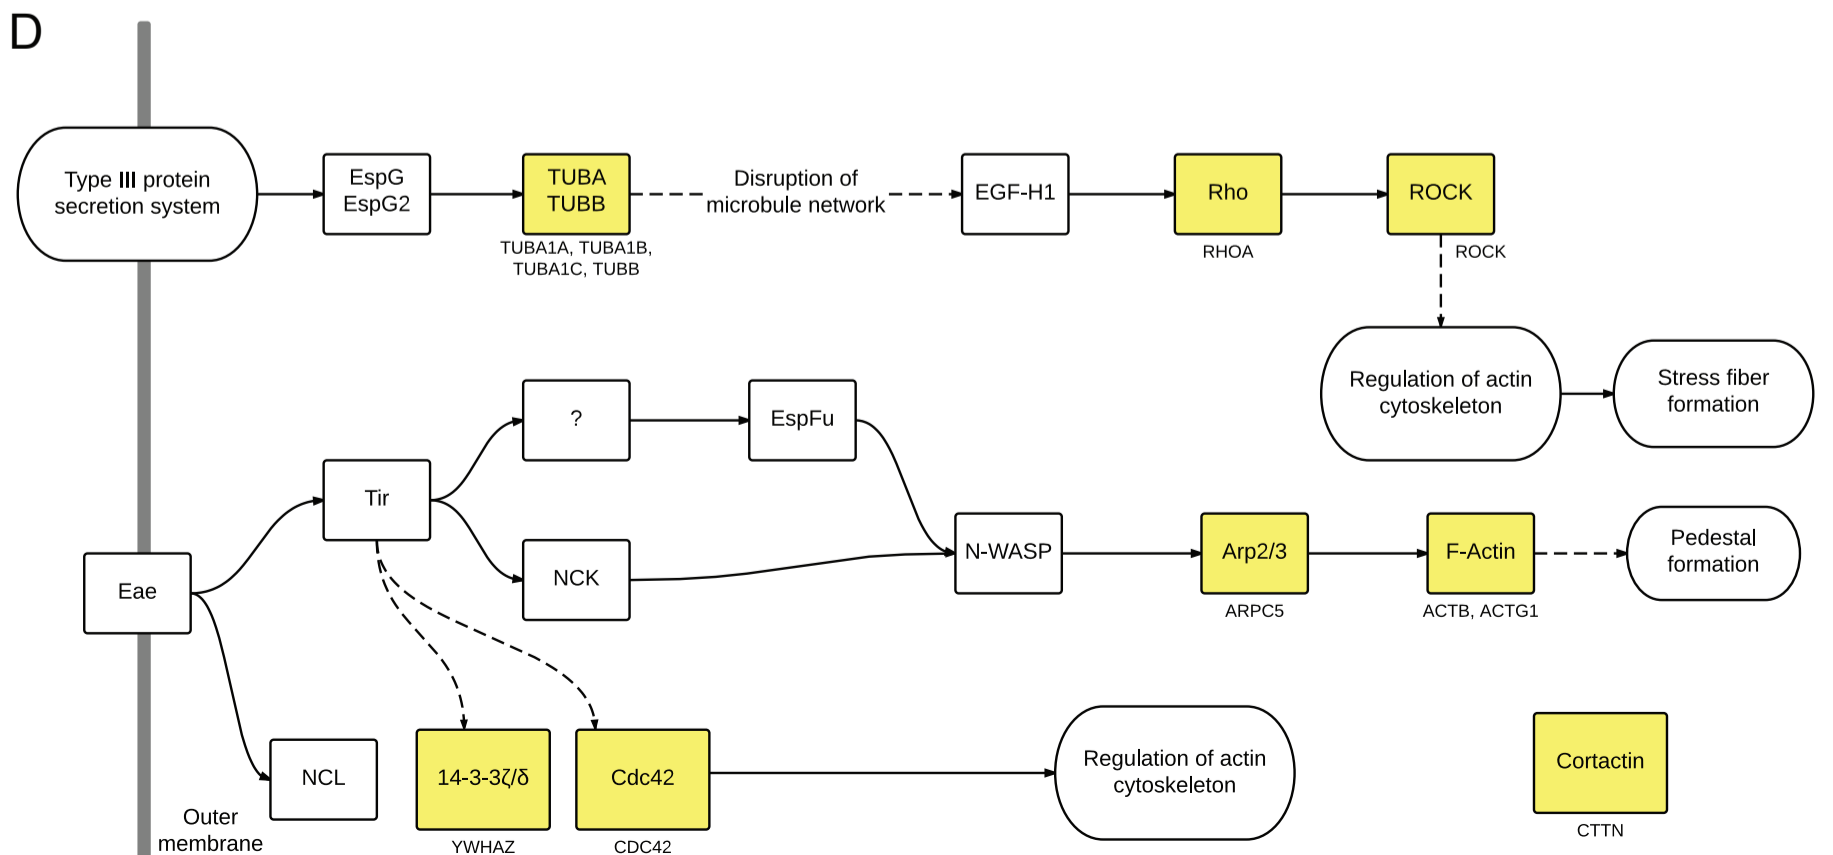 D
Type III protein
secretion system
EspG
EspG2
TUBA
TUBB
TUBA1A, TUBA1B,
TUBA1C, TUBB
Disruption of
microbule network
EGF-H1
Rho
RHOA
ROCK
ROCK
Regulation of actin
cytoskeleton
Stress fiber
formation
?
EspFu
Tir
NCK
N-WASP
Arp2/3
ARPC5
F-Actin
ACTB, ACTG1
Pedestal
formation
Eae
NCL
14-3-3ζ/δ
YWHAZ
Cdc42
CDC42
Regulation of actin
cytoskeleton
Cortactin
CTTN
Outer
membrane